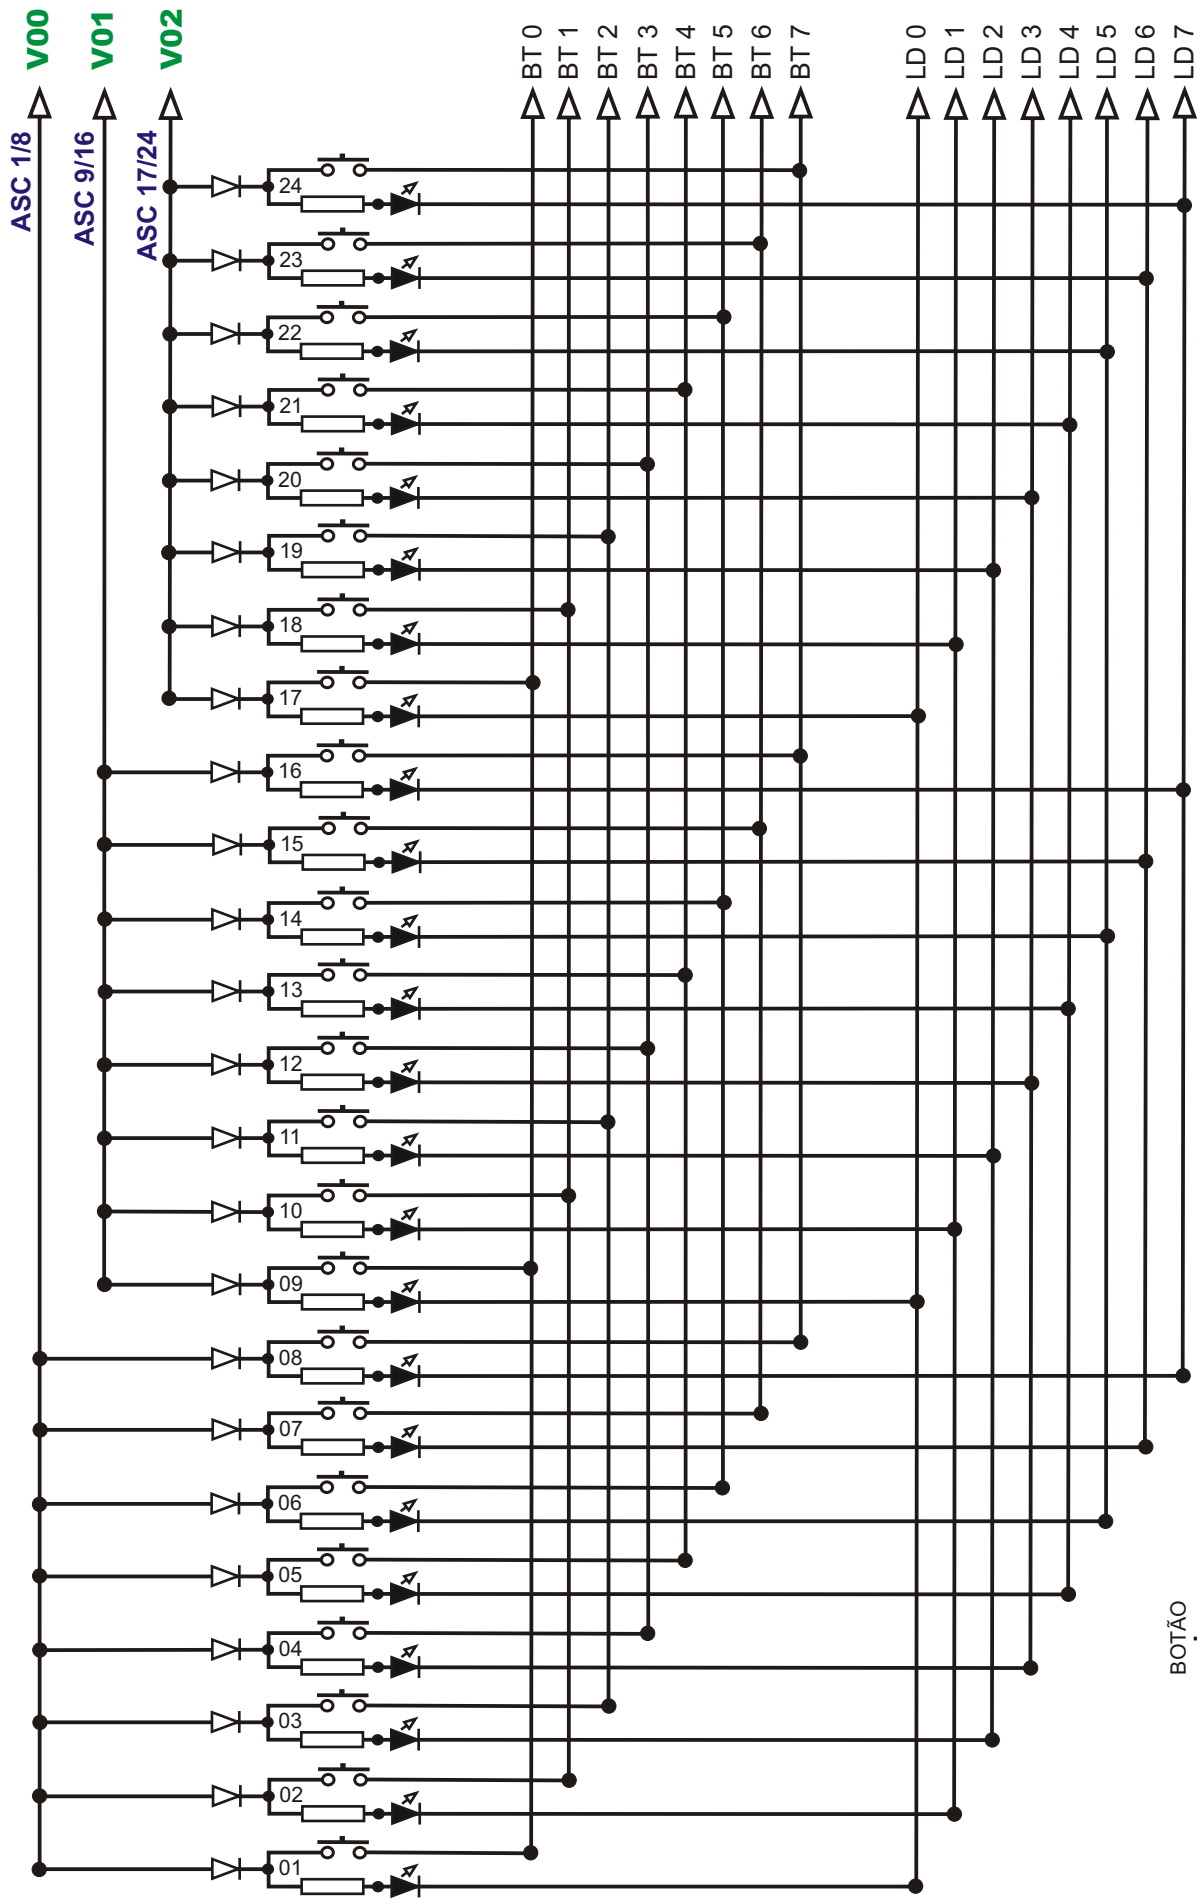 V00
V01
V02
ASC 1/8
ASC 9/16
ASC 17/24
BT 0
BT 1
BT 2
BT 3
BT 4
BT 5
BT 6
BT 7
LD 0
LD 1
LD 2
LD 3
LD 4
LD 5
LD 6
LD 7
24
23
22
21
20
19
18
17
16
15
14
13
12
11
10
09
08
07
06
05
04
03
02
01
BOTÃO